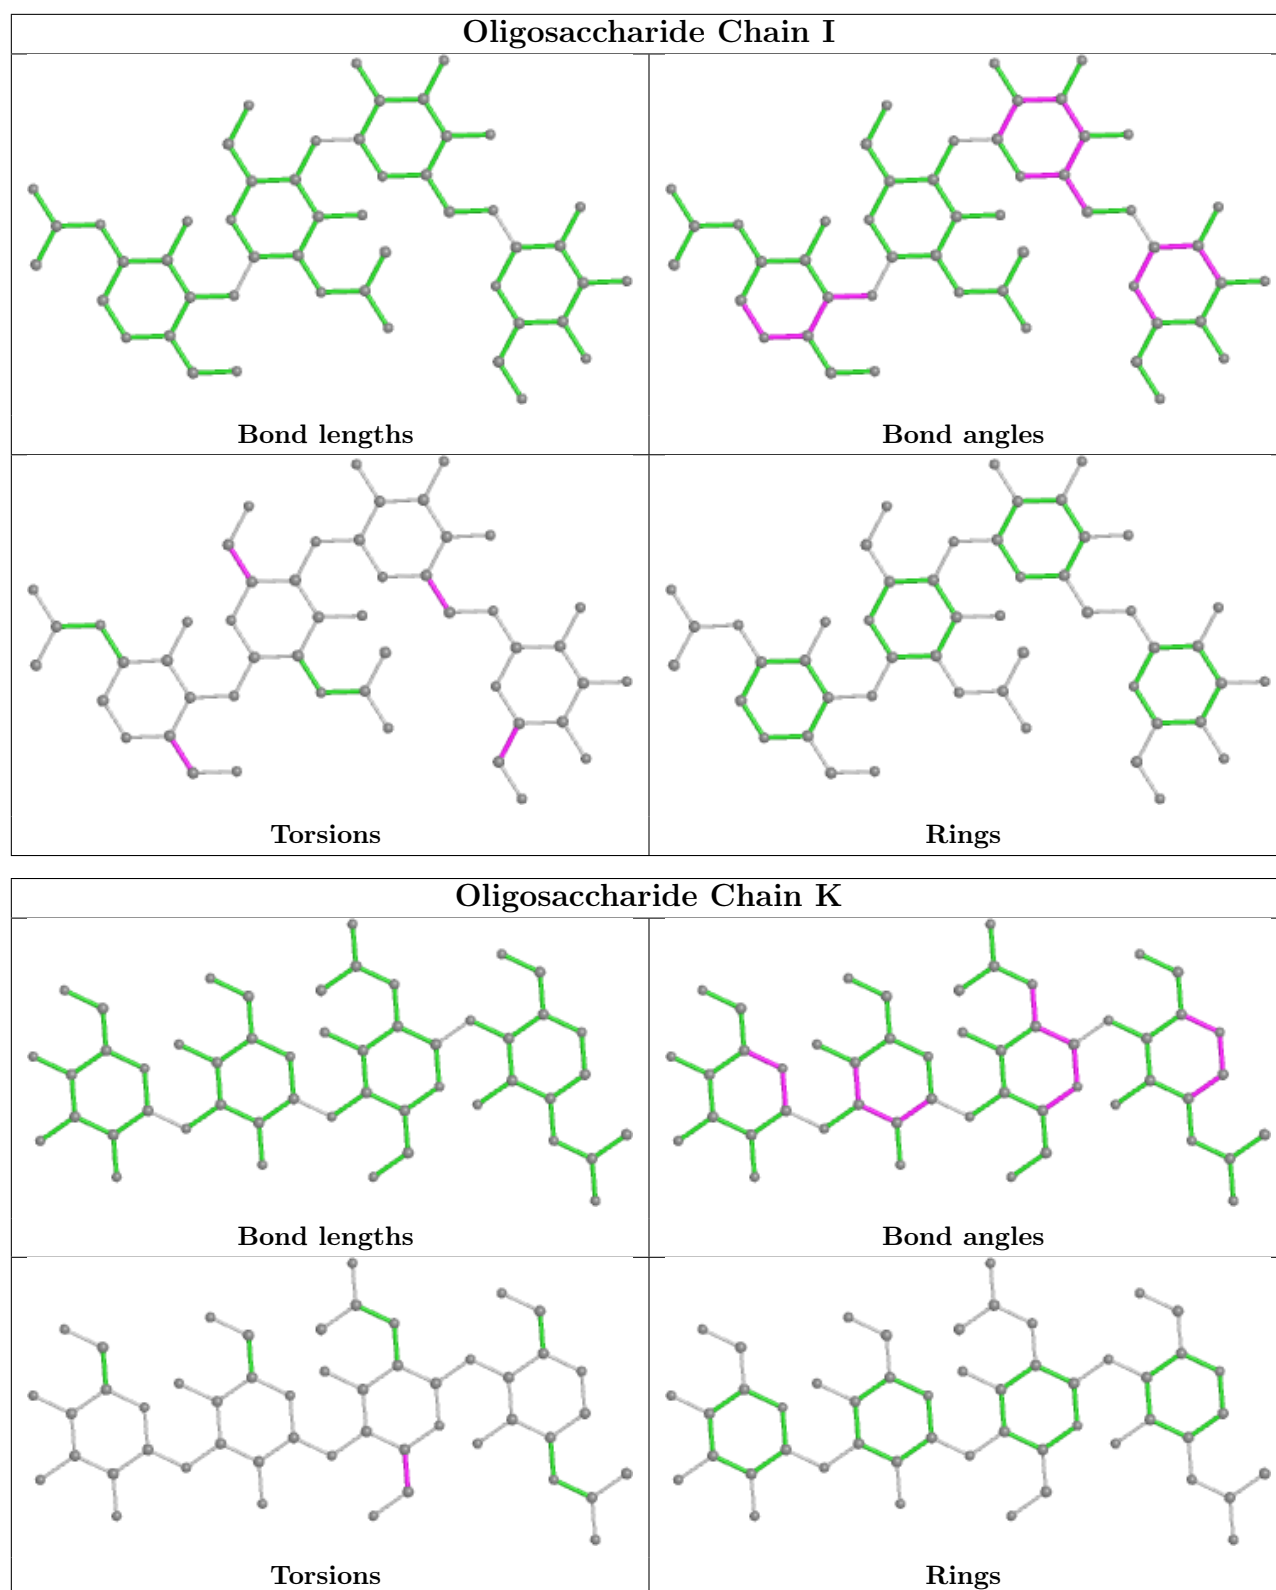 Oligosaccharide Chain I
Bond lengths
Bond angles
Torsions
Rings
Oligosaccharide Chain K
Bond lengths
Bond angles
Torsions
Rings